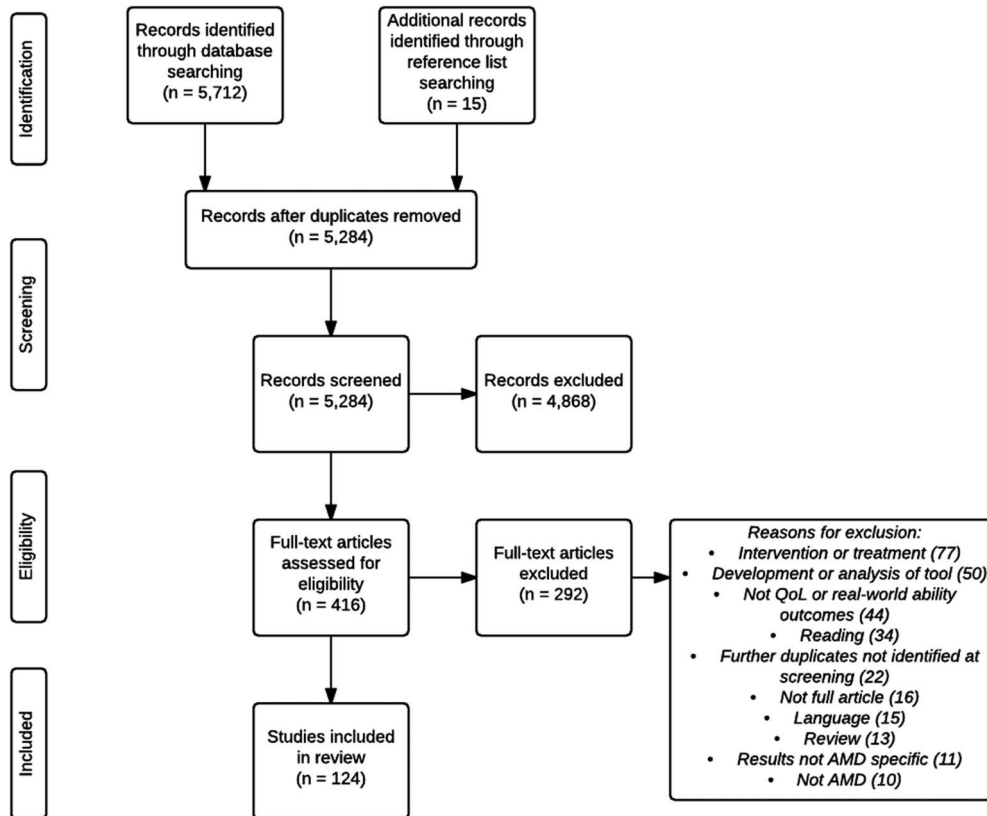 Identification
Records identified
through database
searching
(n = 5,712)
Additional records
identified through
reference list
searching
(n = 15)
Records after duplicates removed
(n = 5,284)
Screening
Records screened
(n = 5,284)
Records excluded
(n = 4,868)
Eligibility
Full-text articles
assessed for
eligibility
(n = 416)
Full-text articles
excluded
(n = 292)
Reasons for exclusion:
• Intervention or treatment (77)
• Development or analysis of tool (50)
• Not QoL or real-world ability
outcomes (44)
• Reading (34)
• Further duplicates not identified at
screening (22)
• Not full article (16)
• Language (15)
• Review (13)
• Results not AMD specific (11)
• Not AMD (10)
Included
Studies included
in review
(n = 124)